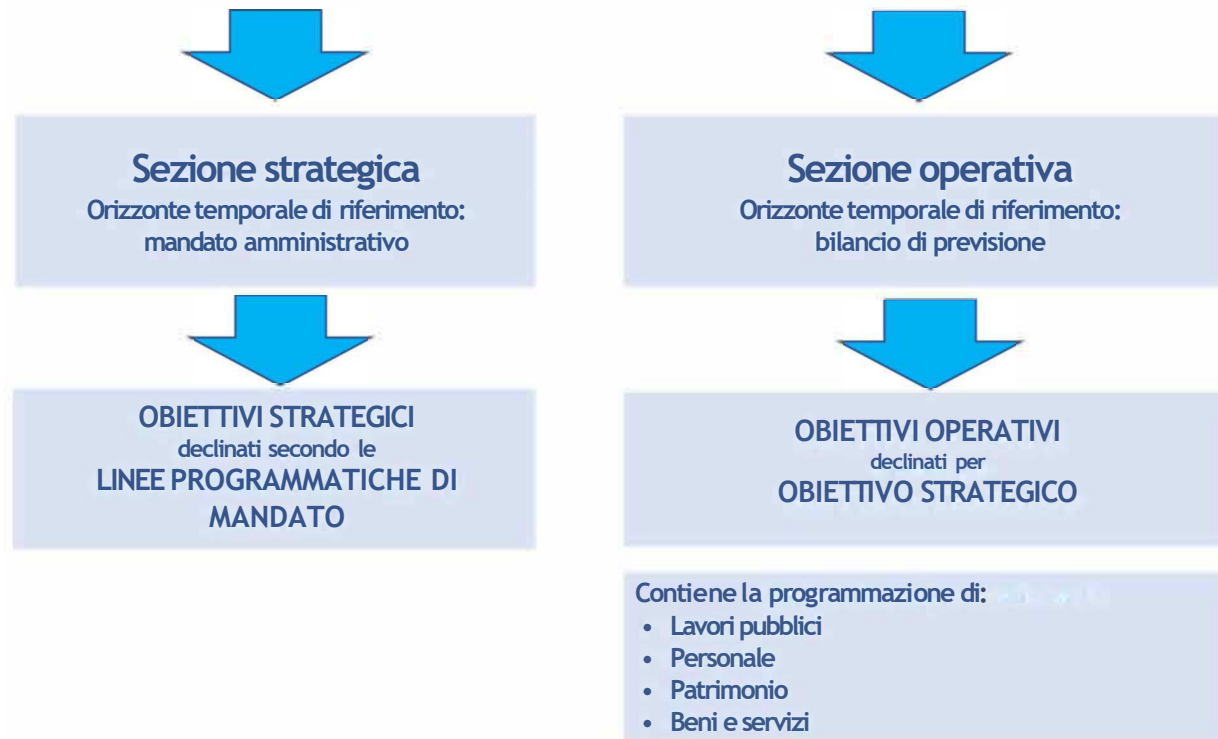 Sezione strategica
Orizzonte temporale di riferimento:
mandato amministrativo
OBIETTIVI STRATEGICI
declinati secondo le
LINEE PROGRAMMATICHE DI
MANDATO
Sezione operativa
Orizzonte temporale di riferimento:
bilancio di previsione
OBIETTIVI OPERATIVI
declinati per
OBIETTIVO STRATEGICO
Contiene la programmazione di:
• Lavori pubblici
• Personale
• Patrimonio
• Beni e servizi